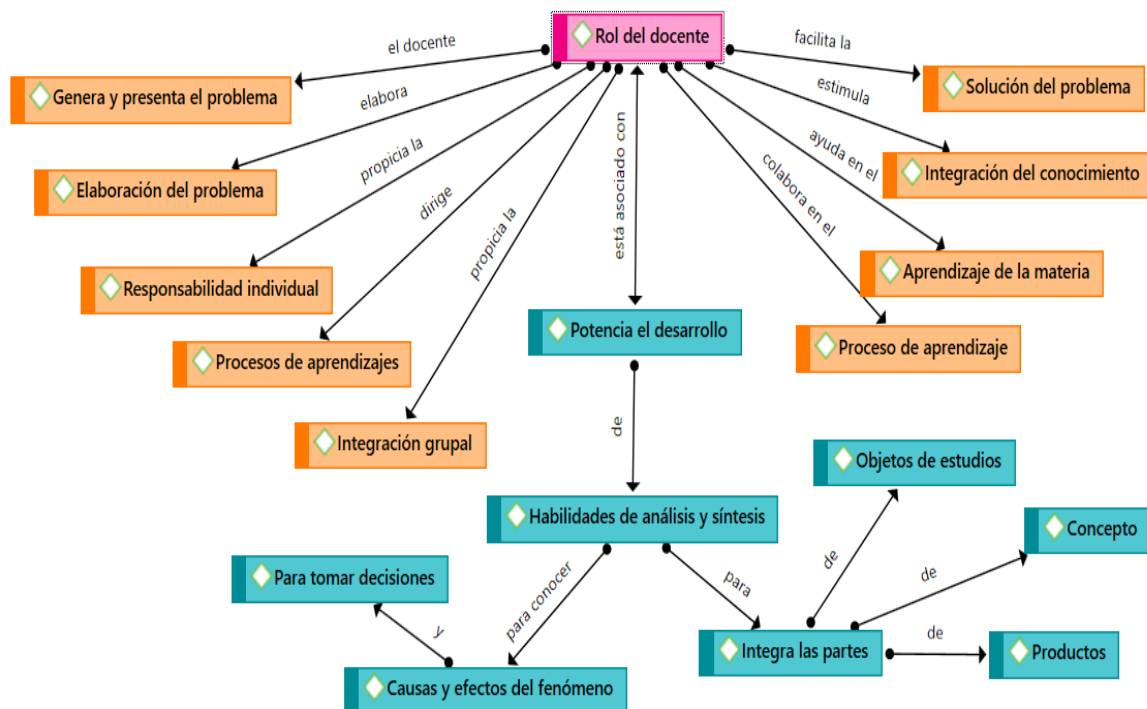 Rol del docente
el docente
facilita la
Genera y presenta el problema
Solución del problema
elabora
estimula
Elaboración del problema
Integración del conocimiento
propicia la
ayuda en el
dirige
colabora en el
propicia la
está asociado con
Responsabilidad individual
Aprendizaje de la materia
Potencia el desarrollo
Procesos de aprendizajes
Proceso de aprendizaje
Integración grupal
de
Objetos de estudios
Habilidades de análisis y síntesis
Concepto
Para tomar decisiones
para conocer
para
de
de
y
Integra las partes
de
Productos
Causas y efectos del fenómeno